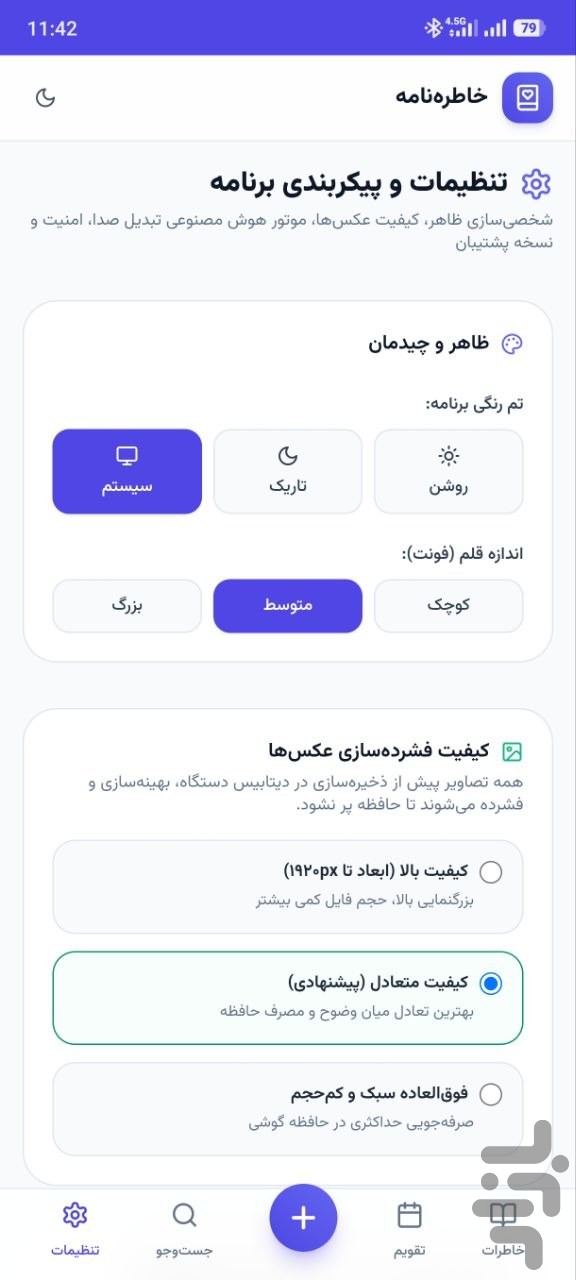 11:42
4.5G
79
خاطره‌نامه
تنظیمات و پیکربندی برنامه
شخصی‌سازی ظاهر، کیفیت عکس‌ها، موتور هوش مصنوعی تبدیل صدا، امنیت و
نسخه پشتیبان
ظاهر و چیدمان
تم رنگی برنامه:
روشن
تاریک
سیستم
اندازه قلم (فونت):
کوچک
متوسط
بزرگ
کیفیت فشرده‌سازی عکس‌ها
همه تصاویر پیش از ذخیره‌سازی در دیتابیس دستگاه، بهینه‌سازی و
فشرده می‌شوند تا حافظه پر نشود.
کیفیت بالا (ابعاد تا ۱۹۲۰px)
بزرگنمایی بالا، حجم فایل کمی بیشتر
کیفیت متعادل (پیشنهادی)
بهترین تعادل میان وضوح و مصرف حافظه
فوق‌العاده سبک و کم‌حجم
صرفه‌جویی حداکثری در حافظه گوشی
خاطرات
تقویم
جست‌وجو
تنظیمات